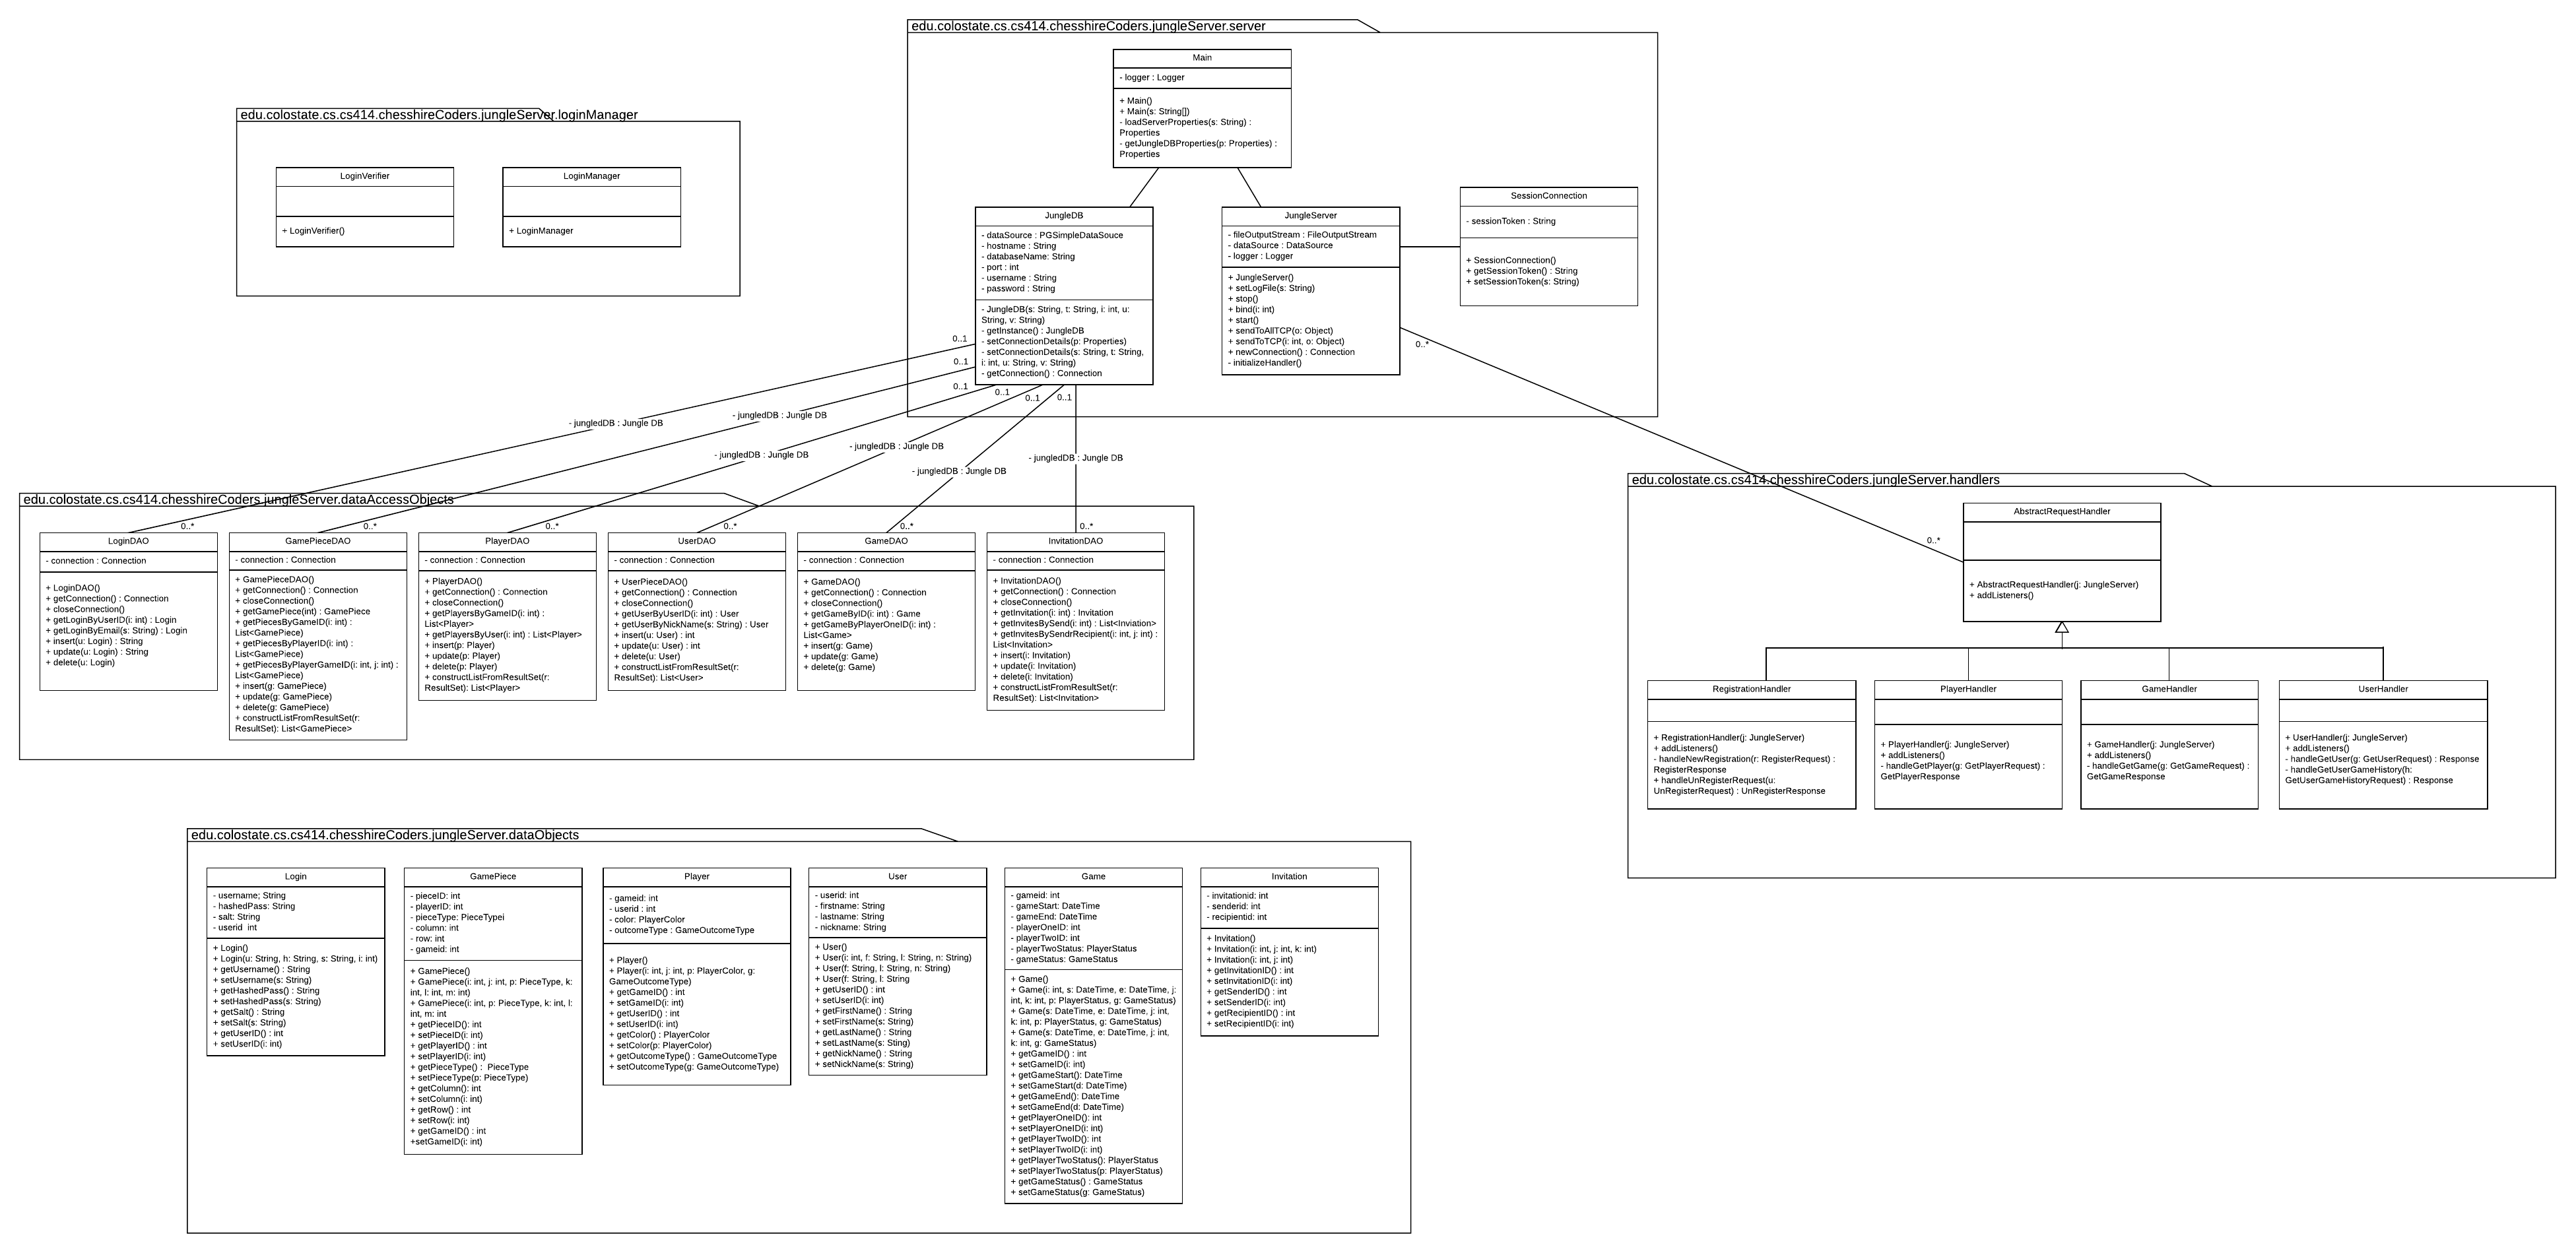 edu.colostate.cs.cs414.chesshireCoders.jungleServer.server
Main
- logger : Logger
+ Main()
+ Main(s: String[])
- loadServerProperties(s: String) :
Properties
- getJungleDBProperties(p: Properties) :
Properties
edu.colostate.cs.cs414.chesshireCoders.jungleServer.loginManager
LoginVerifier
+ LoginVerifier()
LoginManager
+ LoginManager
JungleDB
- dataSource : PGSimpleDataSouce
- hostname : String
- databaseName: String
- port : int
- username : String
- password : String
- JungleDB(s: String, t: String, i: int, u:
String, v: String)
- getInstance() : JungleDB
- setConnectionDetails(p: Properties)
- setConnectionDetails(s: String, t: String,
i: int, u: String, v: String)
- getConnection() : Connection
JungleServer
- fileOutputStream : FileOutputStream
- dataSource : DataSource
- logger : Logger
+ JungleServer()
+ setLogFile(s: String)
+ stop()
+ bind(i: int)
+ start()
+ sendToAllTCP(o: Object)
+ sendToTCP(i: int, o: Object)
+ newConnection() : Connection
- initializeHandler()
SessionConnection
- sessionToken : String
+ SessionConnection()
+ getSessionToken() : String
+ setSessionToken(s: String)
0..1
0..1
0..1
0..1
0..1
0..1
0..*
- jungledDB : Jungle DB
- jungledDB : Jungle DB
- jungledDB : Jungle DB
- jungledDB : Jungle DB
- jungledDB : Jungle DB
- jungledDB : Jungle DB
edu.colostate.cs.cs414.chesshireCoders.jungleServer.dataAccessObjects
0..*
0..*
0..*
0..*
0..*
0..*
LoginDAO
- connection : Connection
+ LoginDAO()
+ getConnection() : Connection
+ closeConnection()
+ getLoginByUserID(i: int) : Login
+ getLoginByEmail(s: String) : Login
+ insert(u: Login) : String
+ update(u: Login) : String
+ delete(u: Login)
GamePieceDAO
- connection : Connection
+ GamePieceDAO()
+ getConnection() : Connection
+ closeConnection()
+ getGamePiece(int) : GamePiece
+ getPiecesByGameID(i: int) :
List<GamePiece)
+ getPiecesByPlayerID(i: int) :
List<GamePiece)
+ getPiecesByPlayerGameID(i: int, j: int) :
List<GamePiece)
+ insert(g: GamePiece)
+ update(g: GamePiece)
+ delete(g: GamePiece)
+ constructListFromResultSet(r:
ResultSet): List<GamePiece>
PlayerDAO
- connection : Connection
+ PlayerDAO()
+ getConnection() : Connection
+ closeConnection()
+ getPlayersByGameID(i: int) :
List<Player>
+ getPlayersByUser(i: int) : List<Player>
+ insert(p: Player)
+ update(p: Player)
+ delete(p: Player)
+ constructListFromResultSet(r:
ResultSet): List<Player>
UserDAO
- connection : Connection
+ UserPieceDAO()
+ getConnection() : Connection
+ closeConnection()
+ getUserByUserID(i: int) : User
+ getUserByNickName(s: String) : User
+ insert(u: User) : int
+ update(u: User) : int
+ delete(u: User)
+ constructListFromResultSet(r:
ResultSet): List<User>
GameDAO
- connection : Connection
+ GameDAO()
+ getConnection() : Connection
+ closeConnection()
+ getGameByID(i: int) : Game
+ getGameByPlayerOneID(i: int) :
List<Game>
+ insert(g: Game)
+ update(g: Game)
+ delete(g: Game)
InvitationDAO
- connection : Connection
+ InvitationDAO()
+ getConnection() : Connection
+ closeConnection()
+ getInvitation(i: int) : Invitation
+ getInvitesBySend(i: int) : List<Inviation>
+ getInvitesBySendrRecipient(i: int, j: int) :
List<Invitation>
+ insert(i: Invitation)
+ update(i: Invitation)
+ delete(i: Invitation)
+ constructListFromResultSet(r:
ResultSet): List<Invitation>
edu.colostate.cs.cs414.chesshireCoders.jungleServer.handlers
0..*
AbstractRequestHandler
+ AbstractRequestHandler(j: JungleServer)
+ addListeners()
RegistrationHandler
+ RegistrationHandler(j: JungleServer)
+ addListeners()
- handleNewRegistration(r: RegisterRequest) :
RegisterResponse
+ handleUnRegisterRequest(u:
UnRegisterRequest) : UnRegisterResponse
PlayerHandler
+ PlayerHandler(j: JungleServer)
+ addListeners()
- handleGetPlayer(g: GetPlayerRequest) :
GetPlayerResponse
GameHandler
+ GameHandler(j: JungleServer)
+ addListeners()
- handleGetGame(g: GetGameRequest) :
GetGameResponse
UserHandler
+ UserHandler(j: JungleServer)
+ addListeners()
- handleGetUser(g: GetUserRequest) : Response
- handleGetUserGameHistory(h:
GetUserGameHistoryRequest) : Response
edu.colostate.cs.cs414.chesshireCoders.jungleServer.dataObjects
Login
- username; String
- hashedPass: String
- salt: String
- userid  int
+ Login()
+ Login(u: String, h: String, s: String, i: int)
+ getUsername() : String
+ setUsername(s: String)
+ getHashedPass() : String
+ setHashedPass(s: String)
+ getSalt() : String
+ setSalt(s: String)
+ getUserID() : int
+ setUserID(i: int)
GamePiece
- pieceID: int
- playerID: int
- pieceType: PieceTypei
- column: int
- row: int
- gameid: int
+ GamePiece()
+ GamePiece(i: int, j: int, p: PieceType, k:
int, l: int, m: int)
+ GamePiece(i: int, p: PieceType, k: int, l:
int, m: int
+ getPieceID(): int
+ setPieceID(i: int)
+ getPlayerID() : int
+ setPlayerID(i: int)
+ getPieceType() :  PieceType
+ setPieceType(p: PieceType)
+ getColumn(): int
+ setColumn(i: int)
+ getRow() : int
+ setRow(i: int)
+ getGameID() : int
+setGameID(i: int)
Player
- gameid: int
- userid : int
- color: PlayerColor
- outcomeType : GameOutcomeType
+ Player()
+ Player(i: int, j: int, p: PlayerColor, g:
GameOutcomeType)
+ getGameID() : int
+ setGameID(i: int)
+ getUserID() : int
+ setUserID(i: int)
+ getColor() : PlayerColor
+ setColor(p: PlayerColor)
+ getOutcomeType() : GameOutcomeType
+ setOutcomeType(g: GameOutcomeType)
User
- userid: int
- firstname: String
- lastname: String
- nickname: String
+ User()
+ User(i: int, f: String, l: String, n: String)
+ User(f: String, l: String, n: String)
+ User(f: String, l: String
+ getUserID() : int
+ setUserID(i: int)
+ getFirstName() : String
+ setFirstName(s: String)
+ getLastName() : String
+ setLastName(s: Sting)
+ getNickName() : String
+ setNickName(s: String)
Game
- gameid: int
- gameStart: DateTime
- gameEnd: DateTime
- playerOneID: int
- playerTwoID: int
- playerTwoStatus: PlayerStatus
- gameStatus: GameStatus
+ Game()
+ Game(i: int, s: DateTime, e: DateTime, j:
int, k: int, p: PlayerStatus, g: GameStatus)
+ Game(s: DateTime, e: DateTime, j: int,
k: int, p: PlayerStatus, g: GameStatus)
+ Game(s: DateTime, e: DateTime, j: int,
k: int, g: GameStatus)
+ getGameID() : int
+ setGameID(i: int)
+ getGameStart(): DateTime
+ setGameStart(d: DateTime)
+ getGameEnd(): DateTime
+ setGameEnd(d: DateTime)
+ getPlayerOneID(): int
+ setPlayerOneID(i: int)
+ getPlayerTwoID(): int
+ setPlayerTwoID(i: int)
+ getPlayerTwoStatus(): PlayerStatus
+ setPlayerTwoStatus(p: PlayerStatus)
+ getGameStatus() : GameStatus
+ setGameStatus(g: GameStatus)
Invitation
- invitationid: int
- senderid: int
- recipientid: int
+ Invitation()
+ Invitation(i: int, j: int, k: int)
+ Invitation(i: int, j: int)
+ getInvitationID() : int
+ setInvitationID(i: int)
+ getSenderID() : int
+ setSenderID(i: int)
+ getRecipientID() : int
+ setRecipientID(i: int)